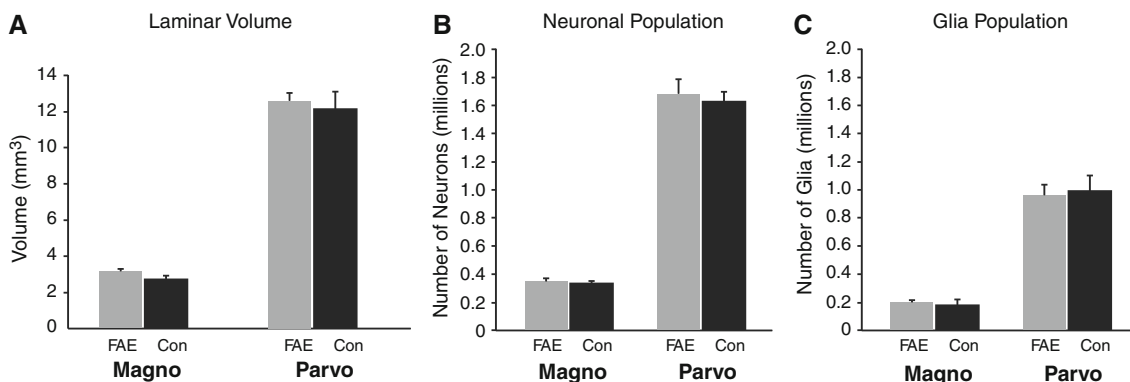 A
Laminar Volume
Volume (mm³)
14
12
10
8
6
4
2
0
FAE Con FAE Con
Magno Parvo
B
Neuronal Population
Number of Neurons (millions)
2.0
1.8
1.6
1.4
1.2
1.0
0.8
0.6
0.4
0.2
0
FAE Con FAE Con
Magno Parvo
C
Glia Population
Number of Glia (millions)
2.0
1.8
1.6
1.4
1.2
1.0
0.8
0.6
0.4
0.2
0
FAE Con FAE Con
Magno Parvo